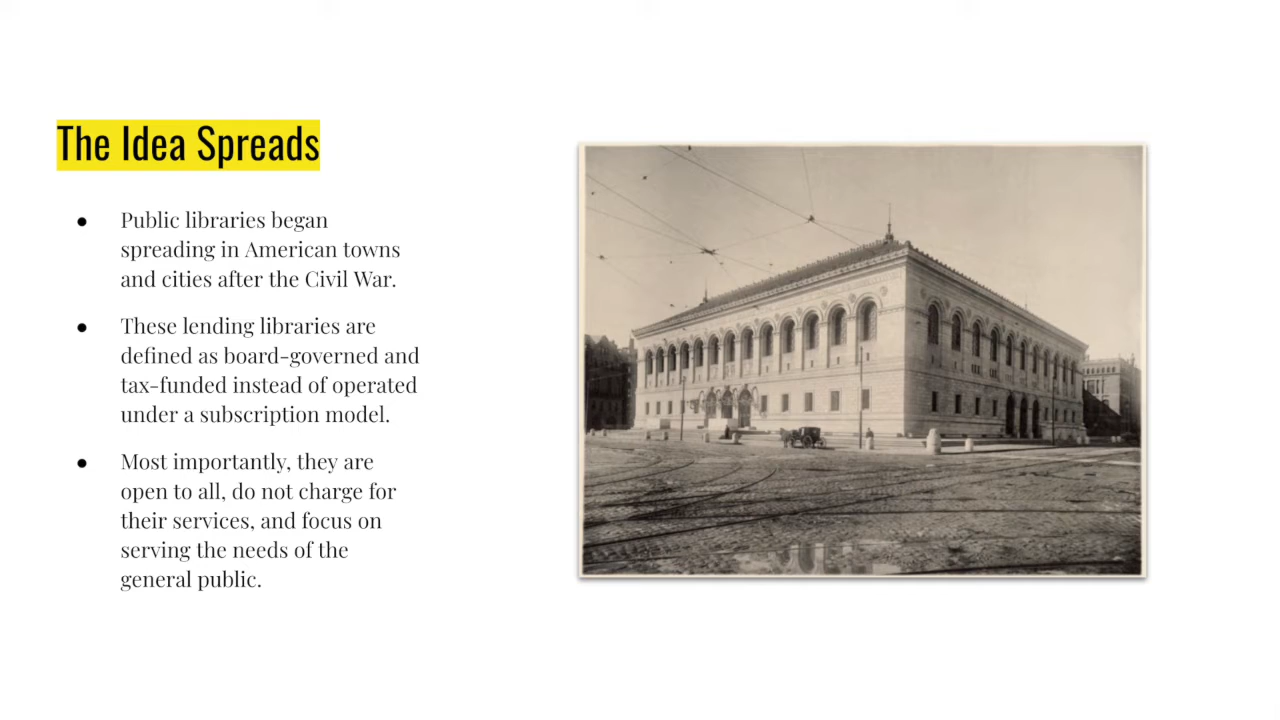 The Idea Spreads
● Public libraries began
spreading in American towns
and cities after the Civil War.
● These lending libraries are
defined as board-governed and
tax-funded instead of operated
under a subscription model.
● Most importantly, they are
open to all, do not charge for
their services, and focus on
serving the needs of the
general public.